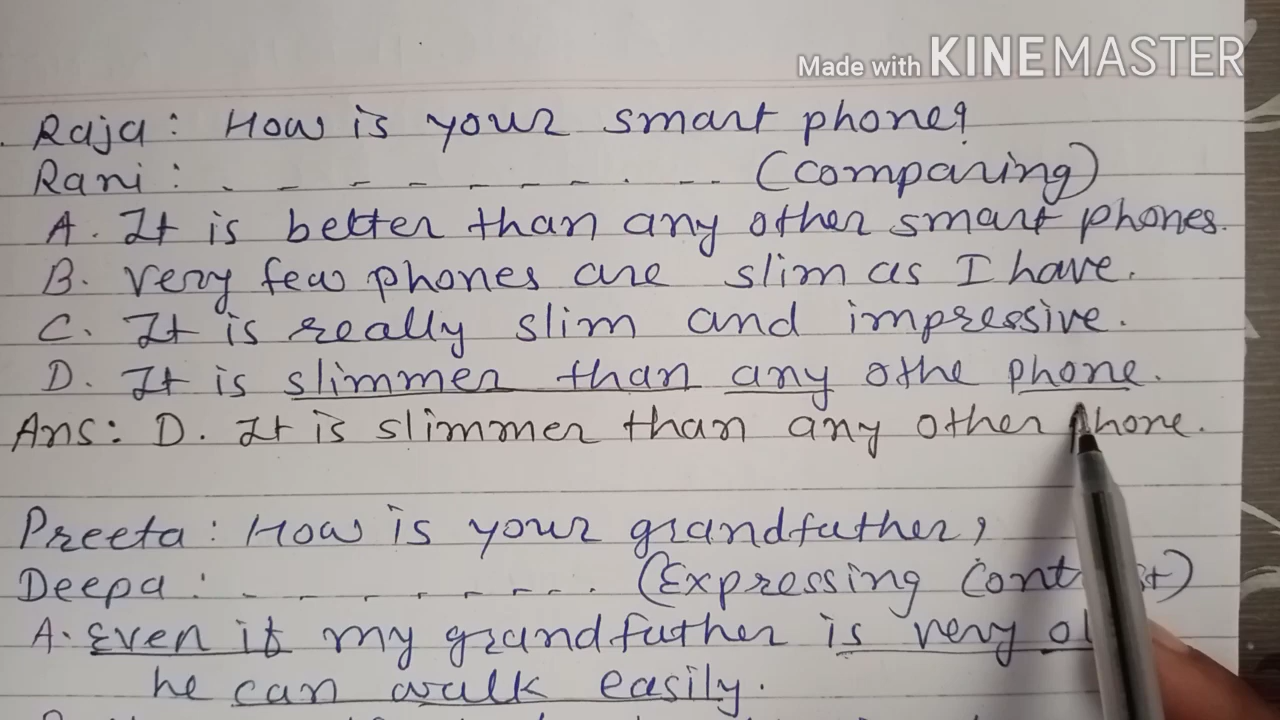 Made with KINEMASTER
. Raja: How is your smart phone?
Rani: . _ _ _ _ _ _ . _ .. (comparing)
A. It is better than any other smart phones.
B. very few phones are slim as I have.
C. It is really slim and impressive.
D. It is slimmer than any othe phone.
Ans: D. It is slimmer than any other phone.
Preeta: How is your grandfather?
Deepa: . _ . _ _ _ . . (Expressing
A. Even if my grandfather is very
he can walk easily.